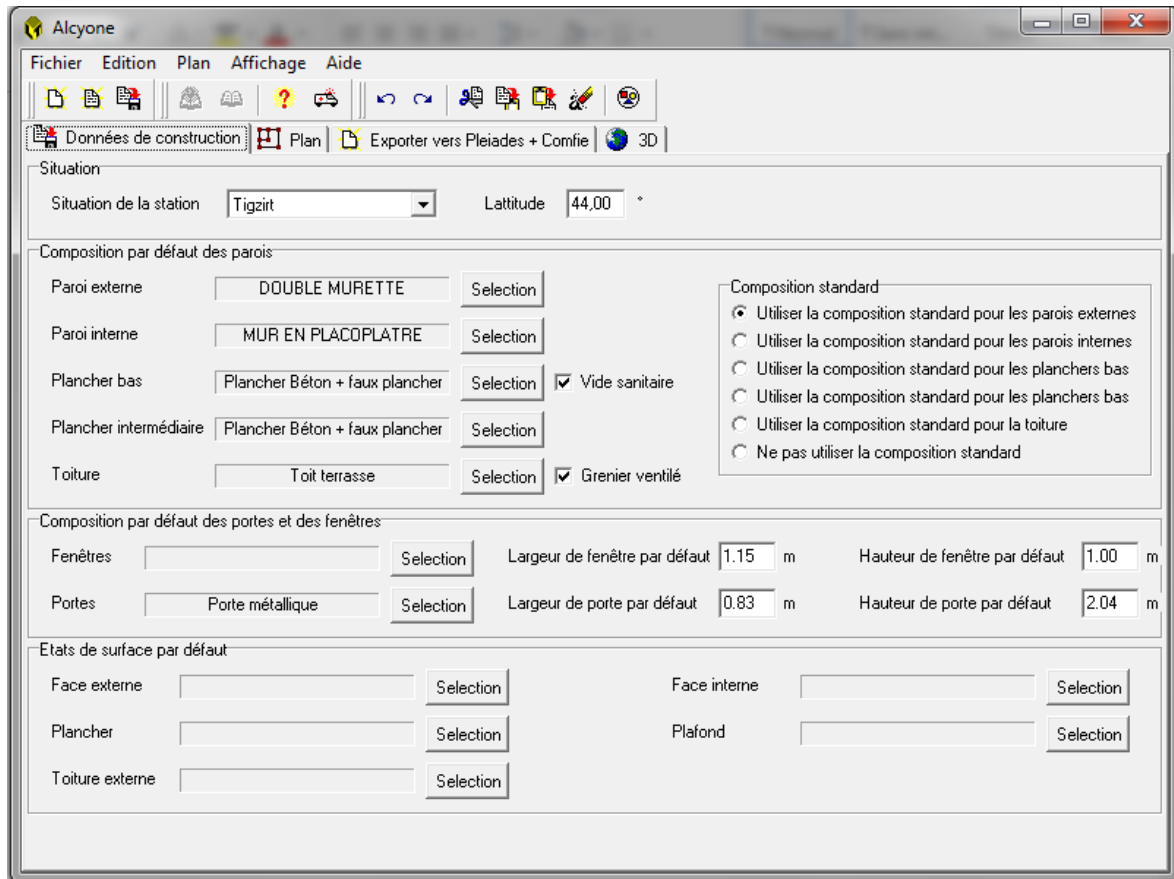 Alcyone
Fichier Edition Plan Affichage Aide
Données de construction Plan Exporter vers Pleiades + Comfie 3D
Situation
Situation de la station Tigzirt Lattitude 44,00 °
Composition par défaut des parois
Paroi externe DOUBLE MURETTE Selection
Paroi interne MUR EN PLACOPLATRE Selection
Plancher bas Plancher Béton + faux plancher Selection Vide sanitaire
Plancher intermédiaire Plancher Béton + faux plancher Selection
Toiture Toit terrasse Selection Grenier ventilé
Composition standard
Utiliser la composition standard pour les parois externes
Utiliser la composition standard pour les parois internes
Utiliser la composition standard pour les planchers bas
Utiliser la composition standard pour les planchers bas
Utiliser la composition standard pour la toiture
Ne pas utiliser la composition standard
Composition par défaut des portes et des fenêtres
Fenêtres Selection Largeur de fenêtre par défaut 1.15 m Hauteur de fenêtre par défaut 1.00 m
Portes Porte métallique Selection Largeur de porte par défaut 0.83 m Hauteur de porte par défaut 2.04 m
Etats de surface par défaut
Face externe Selection Face interne Selection
Plancher Selection Plafond Selection
Toiture externe Selection